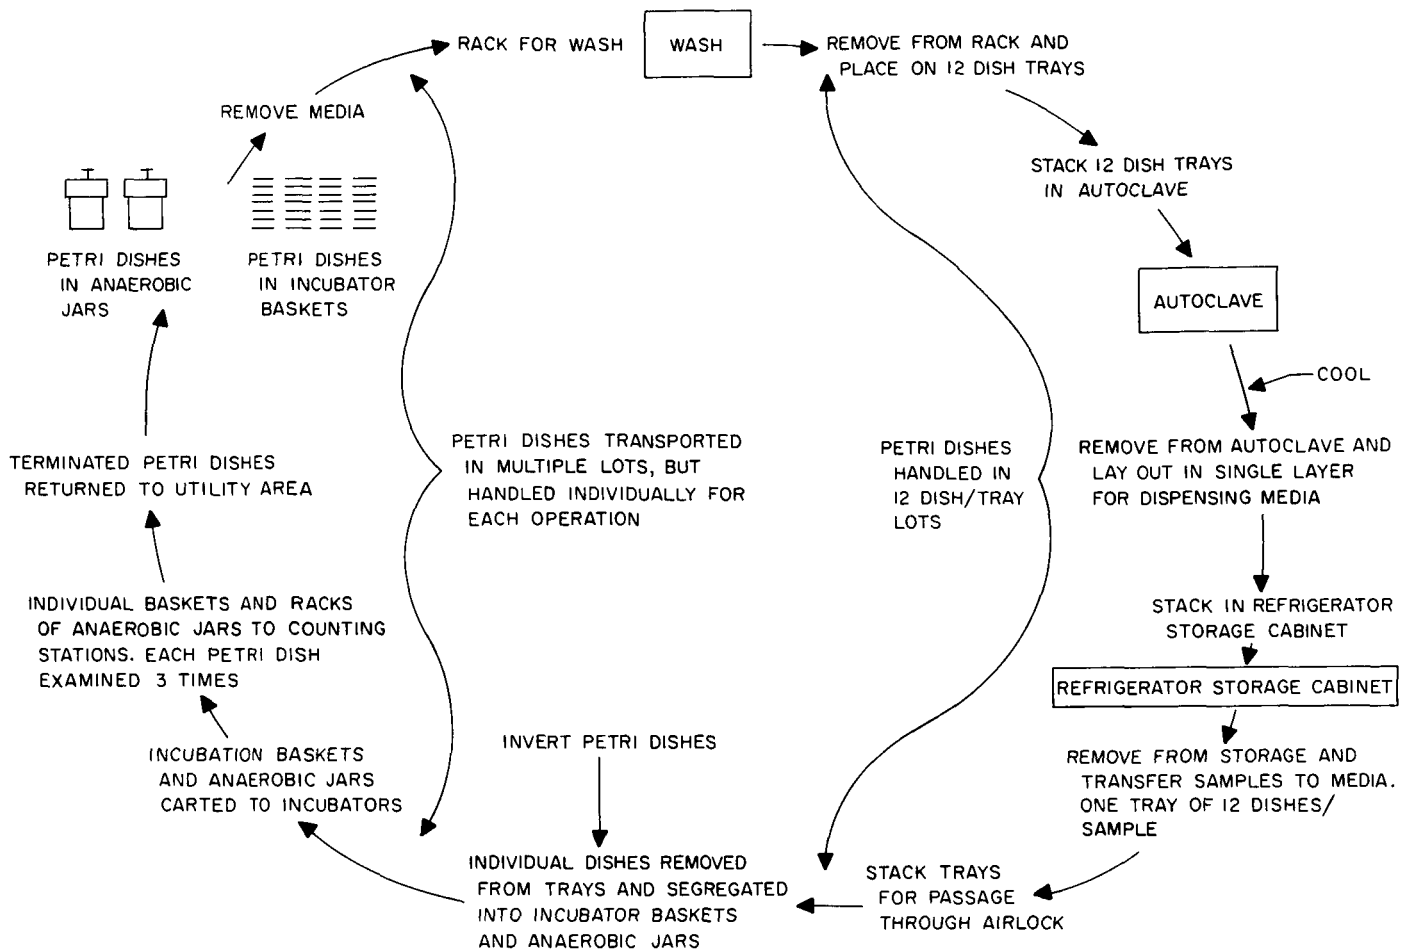 RACK FOR WASH
WASH
REMOVE FROM RACK AND
PLACE ON 12 DISH TRAYS
STACK 12 DISH TRAYS
IN AUTOCLAVE
AUTOCLAVE
COOL
REMOVE FROM AUTOCLAVE AND
LAY OUT IN SINGLE LAYER
FOR DISPENSING MEDIA
STACK IN REFRIGERATOR
STORAGE CABINET
REFRIGERATOR STORAGE CABINET
REMOVE FROM STORAGE AND
TRANSFER SAMPLES TO MEDIA.
ONE TRAY OF 12 DISHES/
SAMPLE
STACK TRAYS
FOR PASSAGE
THROUGH AIRLOCK
INVERT PETRI DISHES
INDIVIDUAL DISHES REMOVED
FROM TRAYS AND SEGREGATED
INTO INCUBATOR BASKETS
AND ANAEROBIC JARS
INCUBATION BASKETS
AND ANAEROBIC JARS
CARTED TO INCUBATORS
INDIVIDUAL BASKETS AND RACKS
OF ANAEROBIC JARS TO COUNTING
STATIONS. EACH PETRI DISH
EXAMINED 3 TIMES
TERMINATED PETRI DISHES
RETURNED TO UTILITY AREA
PETRI DISHES
IN ANAEROBIC
JARS
PETRI DISHES
IN INCUBATOR
BASKETS
REMOVE MEDIA
PETRI DISHES TRANSPORTED
IN MULTIPLE LOTS, BUT
HANDLED INDIVIDUALLY FOR
EACH OPERATION
PETRI DISHES
HANDLED IN
12 DISH/TRAY
LOTS